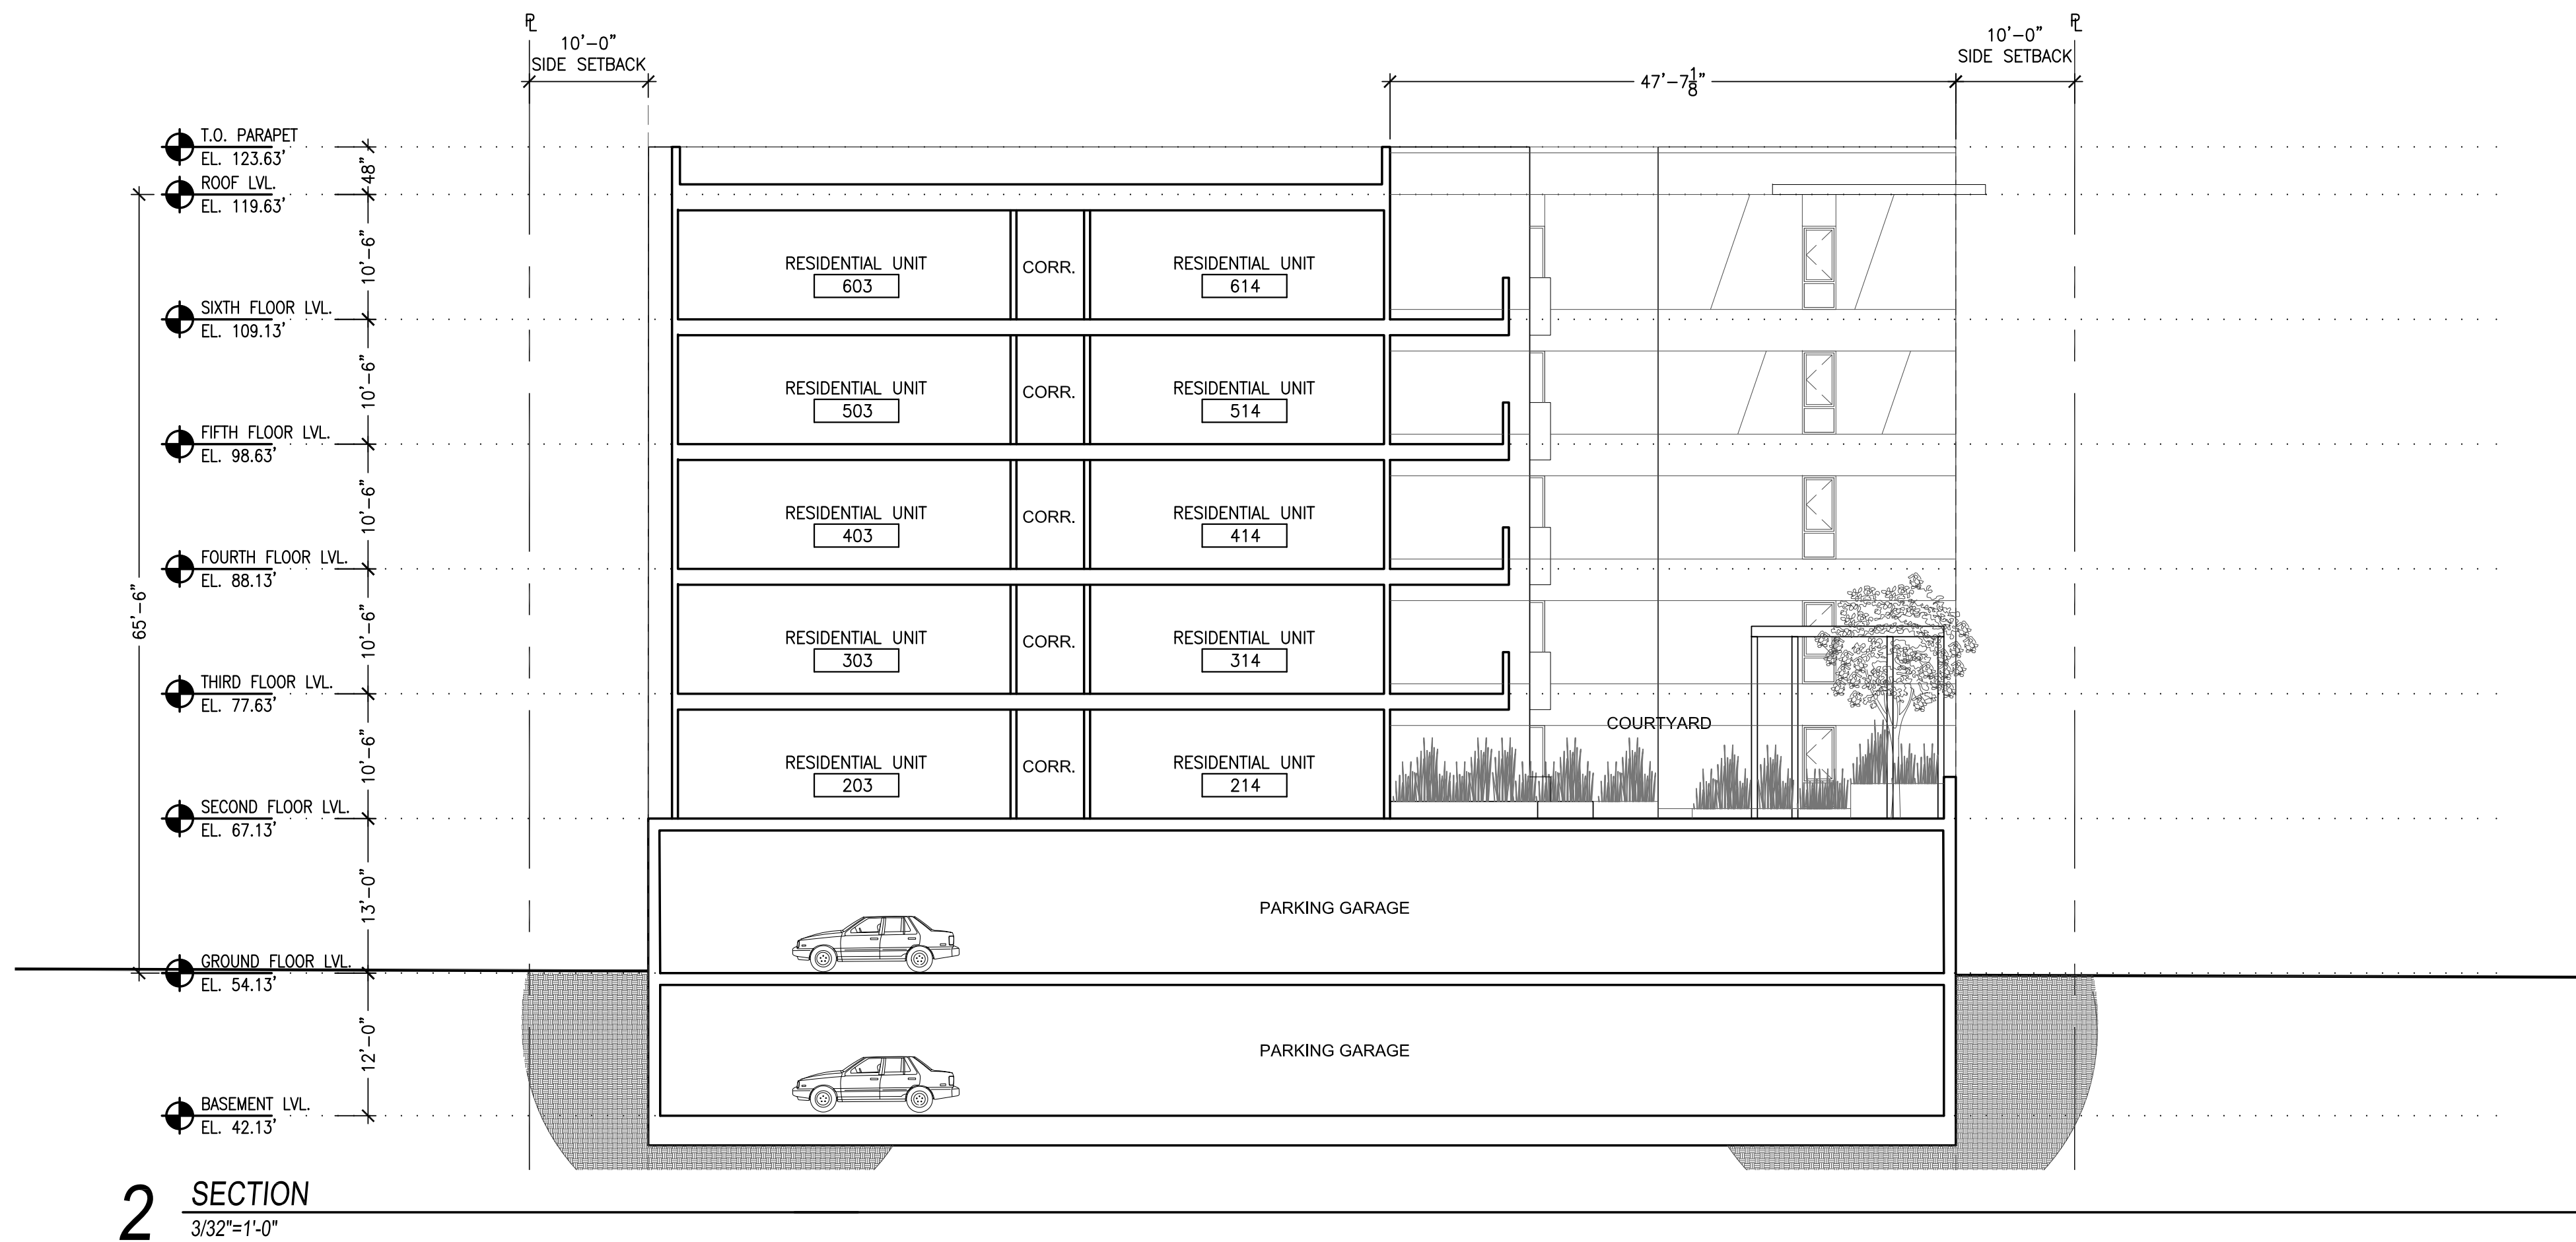 ℄
10'-0"
SIDE SETBACK
47'-7 1/8"
10'-0"
SIDE SETBACK
℄
T.O. PARAPET
EL. 123.63'
48"
ROOF LVL.
EL. 119.63'
10'-6"
RESIDENTIAL UNIT
603
CORR.
RESIDENTIAL UNIT
614
SIXTH FLOOR LVL.
EL. 109.13'
10'-6"
RESIDENTIAL UNIT
503
CORR.
RESIDENTIAL UNIT
514
FIFTH FLOOR LVL.
EL. 98.63'
10'-6"
RESIDENTIAL UNIT
403
CORR.
RESIDENTIAL UNIT
414
FOURTH FLOOR LVL.
EL. 88.13'
65'-6"
10'-6"
RESIDENTIAL UNIT
303
CORR.
RESIDENTIAL UNIT
314
THIRD FLOOR LVL.
EL. 77.63'
COURTYARD
10'-6"
RESIDENTIAL UNIT
203
CORR.
RESIDENTIAL UNIT
214
SECOND FLOOR LVL.
EL. 67.13'
13'-0"
PARKING GARAGE
GROUND FLOOR LVL.
EL. 54.13'
12'-0"
PARKING GARAGE
BASEMENT LVL.
EL. 42.13'
2
SECTION
3/32"=1'-0"